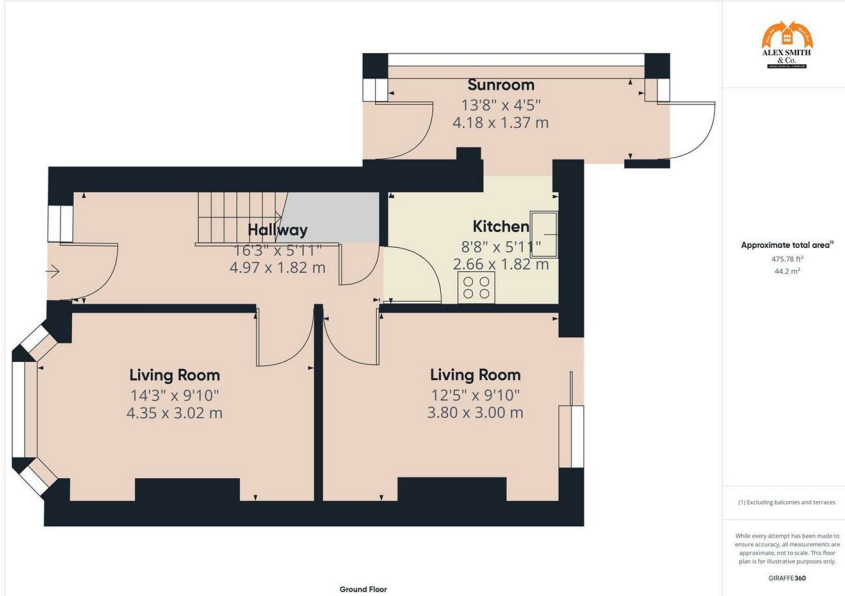 ALEX SMITH
& Co.
Sunroom
13'8" x 4'5"
4.18 x 1.37 m
Hallway
16'3" x 5'11"
4.97 x 1.82 m
Kitchen
8'8" x 5'11"
2.66 x 1.82 m
Living Room
14'3" x 9'10"
4.35 x 3.02 m
Living Room
12'5" x 9'10"
3.80 x 3.00 m
Ground Floor
Approximate total area⁽¹⁾
475.78 ft²
44.2 m²
(1) Excluding balconies and terraces
While every attempt has been made to
ensure accuracy, all measurements are
approximate, not to scale. This floor
plan is for illustrative purposes only.
GIRAFFE360